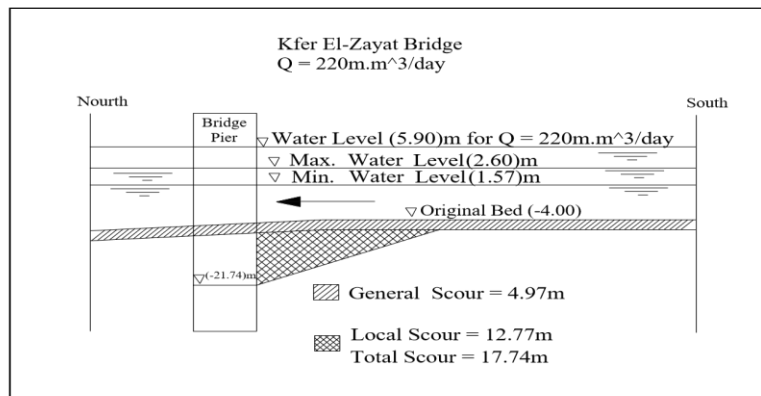 Kfer El-Zayat Bridge
Q = 220m.m^3/day
Nourth
South
Bridge
Pier
Water Level (5.90)m for Q = 220m.m^3/day
Max. Water Level(2.60)m
Min. Water Level(1.57)m
Original Bed (-4.00)
(-21.74)m
General Scour = 4.97m
Local Scour = 12.77m
Total Scour = 17.74m